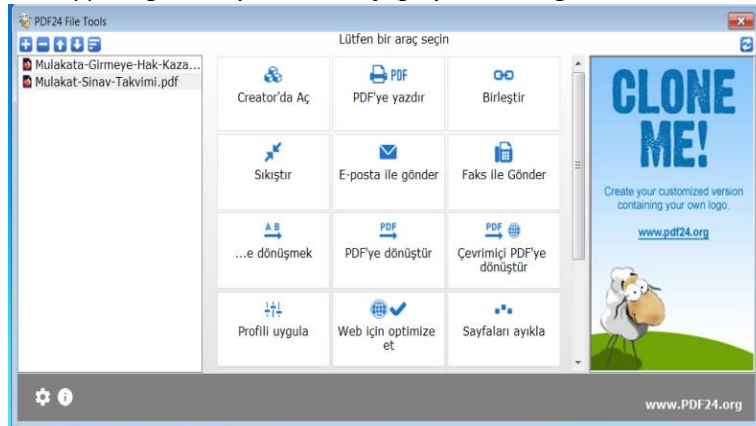 PDF24 File Tools
Lütfen bir araç seçin
Mulakata-Girmeye-Hak-Kaza...
Mulakat-Sinav-Takvimi.pdf
Creator'da Aç
PDF
PDF'ye yazdır
Birleştir
Sıkıştır
E-posta ile gönder
Faks ile Gönder
A B
...e dönüşmek
PDF
PDF'ye dönüştür
PDF
Çevrimiçi PDF'ye
dönüştür
Profili uygula
Web için optimize
et
Sayfaları ayıkla
CLONE
ME!
Create your customized version
containing your own logo.
www.pdf24.org
www.PDF24.org